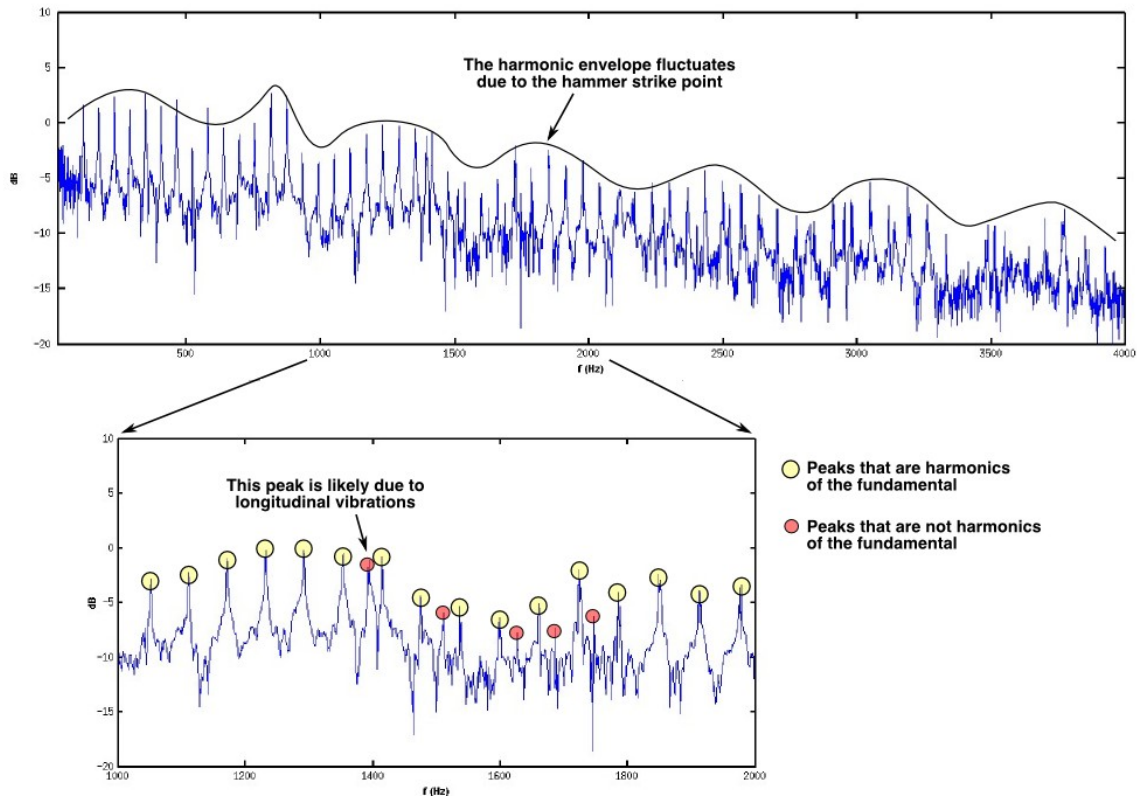 10
5
0
−5
−10
−15
−20
dB
The harmonic envelope fluctuates
due to the hammer strike point
500
1000
1500
2000
2500
3000
3500
4000
f (Hz)
10
5
0
−5
−10
−15
−20
dB
This peak is likely due to
longitudinal vibrations
1000
1200
1400
1600
1800
2000
f (Hz)
Peaks that are harmonics
of the fundamental
Peaks that are not harmonics
of the fundamental